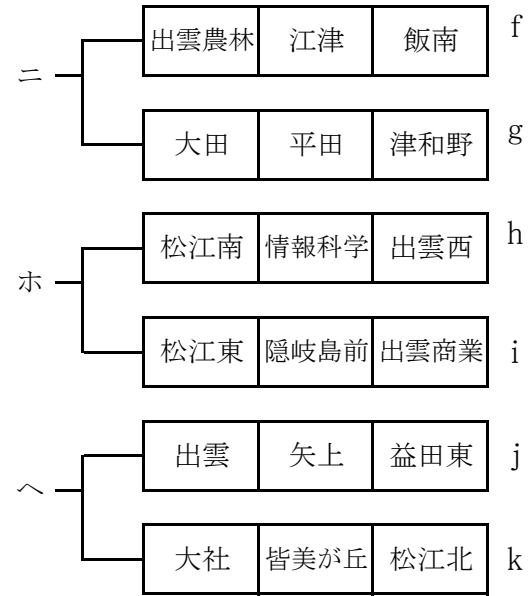 出雲農林 江津 飯南 f
ニ
大田 平田 津和野 g
松江南 情報科学 出雲西 h
ホ
松江東 隠岐島前 出雲商業 i
出雲 矢上 益田東 j
ヘ
大社 皆美が丘 松江北 k